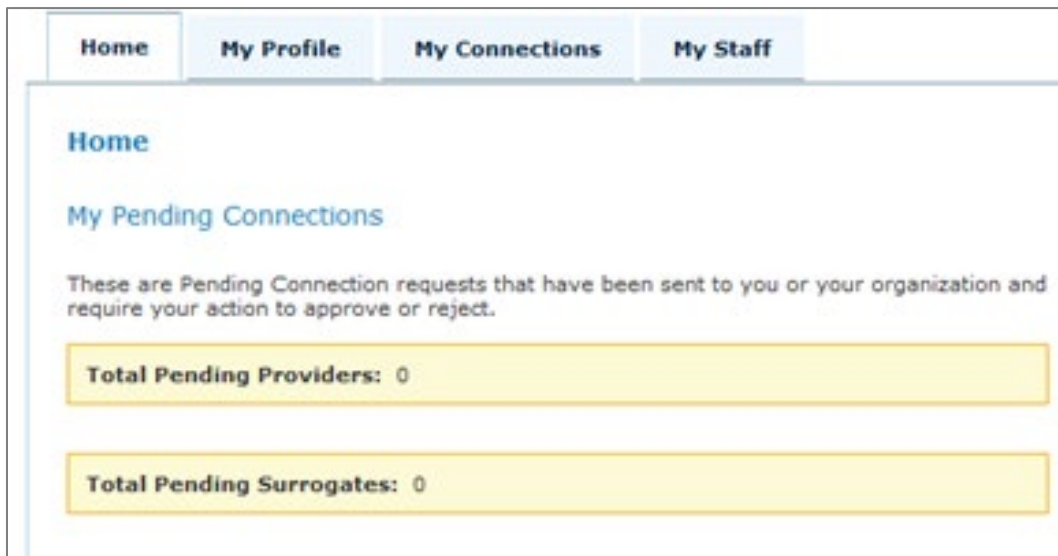 Home My Profile My Connections My Staff
Home
My Pending Connections
These are Pending Connection requests that have been sent to you or your organization and
require your action to approve or reject.
Total Pending Providers: 0
Total Pending Surrogates: 0